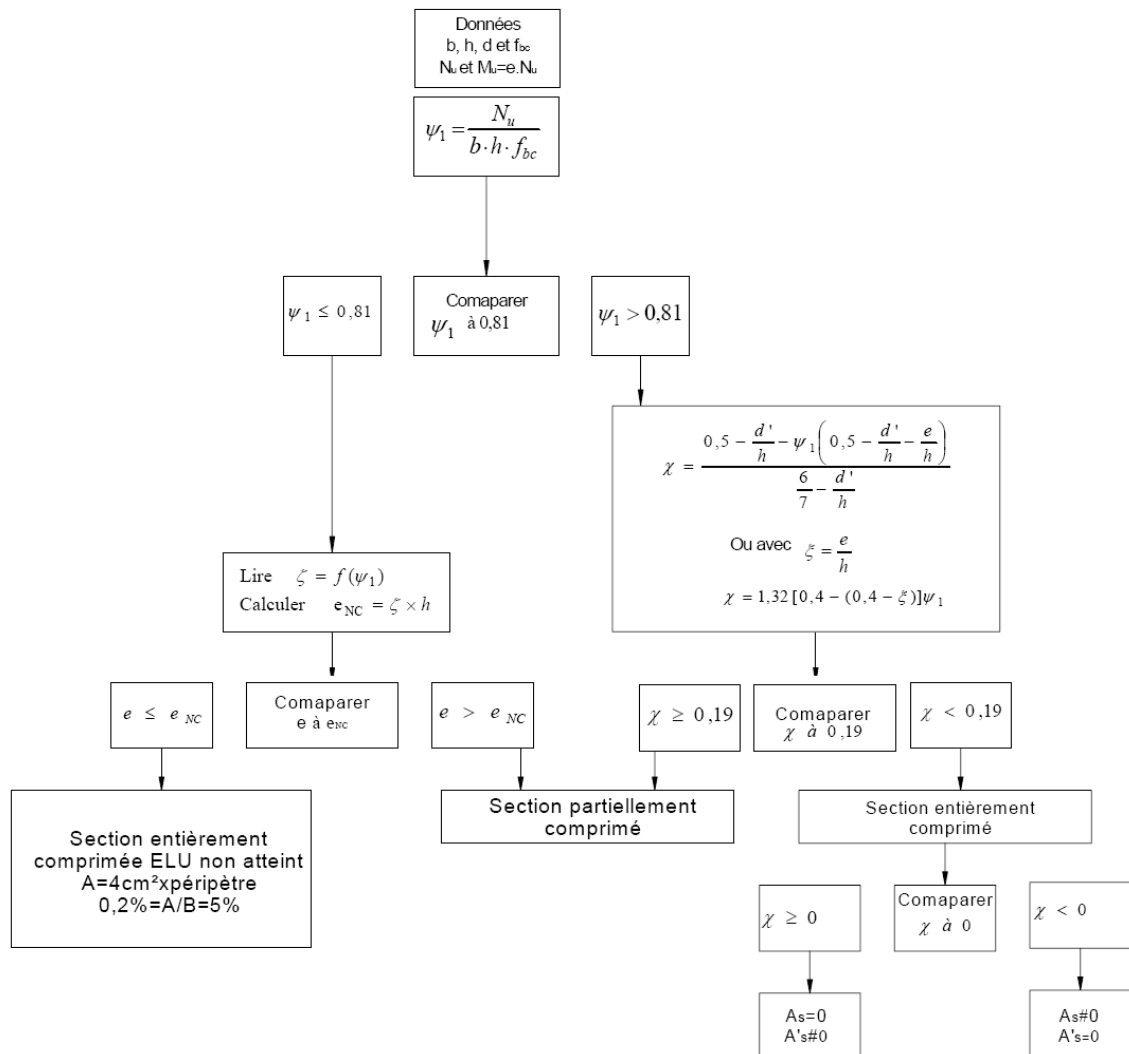 Données
b, h, d et fbc
Nu et Mu=e.Nu
ψ1 = Nu / b·h·fbc
ψ1 ≤ 0,81
Comaparer
ψ1 à 0,81
ψ1 > 0,81
χ = (0,5 − d'/h − ψ1(0,5 − d'/h − e/h)) / (6/7 − d'/h)
Ou avec ξ = e/h
χ = 1,32 [0,4 − (0,4 − ξ)]ψ1
Lire ζ = f(ψ1)
Calculer eNC = ζ × h
e ≤ eNC
Comaparer
e à eNC
e > eNC
χ ≥ 0,19
Comaparer
χ à 0,19
χ < 0,19
Section entièrement
comprimée ELU non atteint
A=4cm²xpéripètre
0,2%=A/B=5%
Section partiellement
comprimé
Section entièrement
comprimé
χ ≥ 0
Comaparer
χ à 0
χ < 0
As=0
A's#0
As#0
A's=0